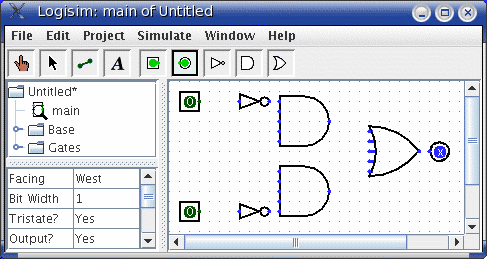 Logisim: main of Untitled
File Edit Project Simulate Window Help
A
Untitled*
main
Base
Gates
Facing West
Bit Width 1
Tristate? Yes
Output? Yes
0
x
0